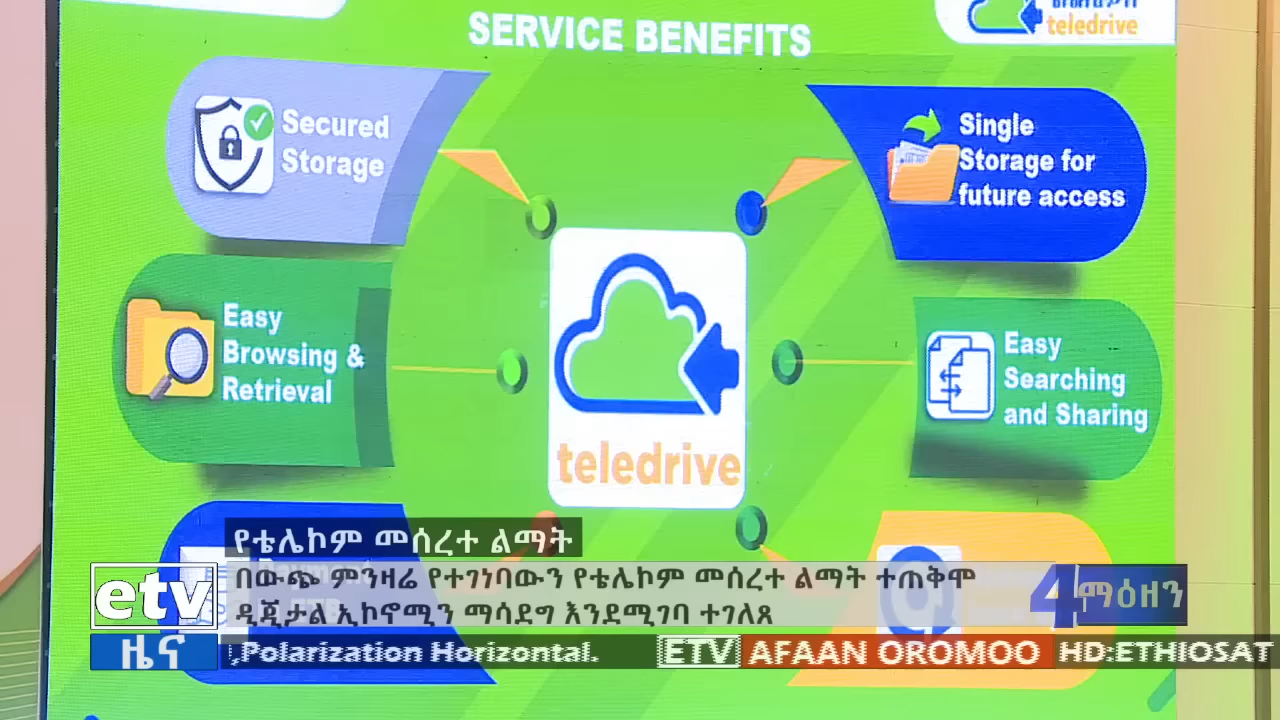 SERVICE BENEFITS
teledrive
Secured
Storage
Single
Storage for
future access
Easy
Browsing &
Retrieval
Easy
Searching
and Sharing
teledrive
የቴሌኮም መሰረተ ልማት
በውጭ ምንዛሬ የተገነባውን የቴሌኮም መሰረተ ልማት ተጠቅሞ
ዲጂታል ኢኮኖሚን ማሳደግ እንደሚገባ ተገለጸ
etv
ዜና
4ማዕዘን
,Polarization Horizontal. ETV AFAAN OROMOO HD:ETHIOSAT